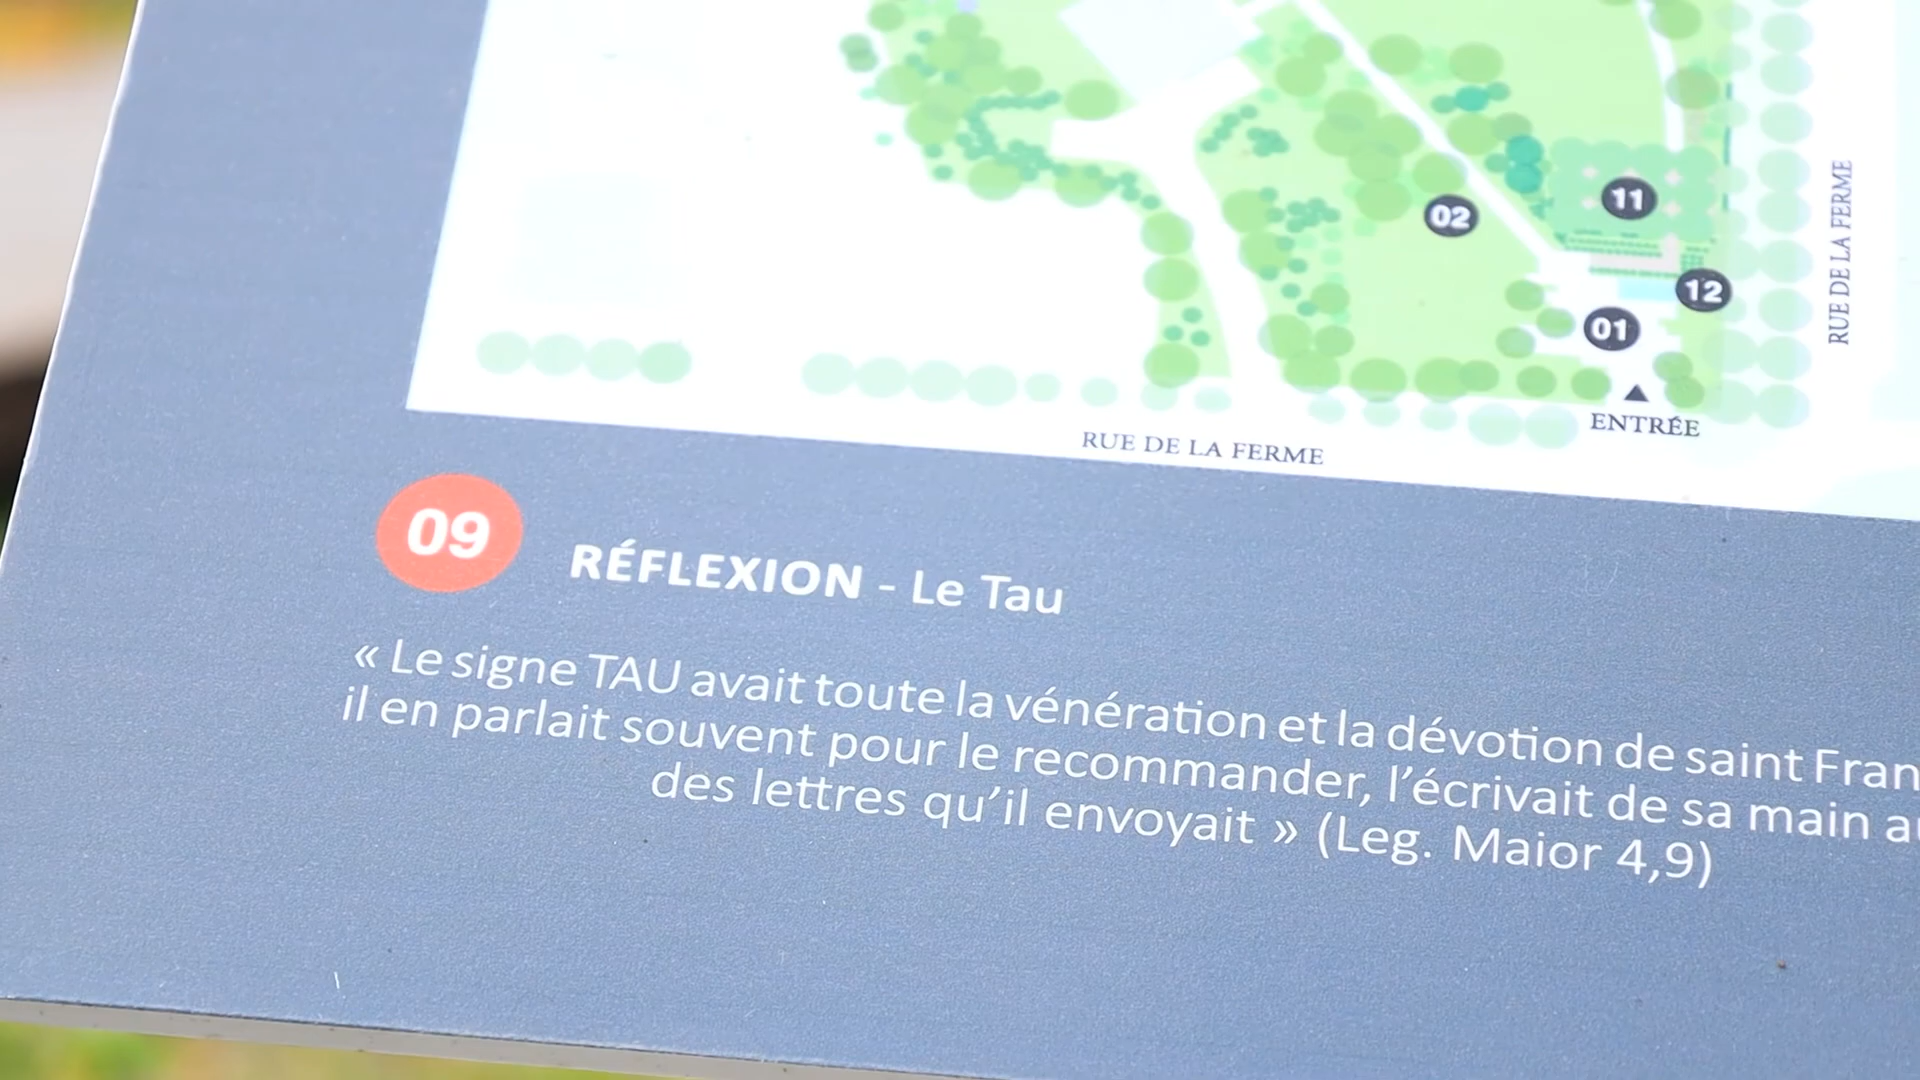 11
02
12
01
RUE DE LA FERME
ENTRÉE
RUE DE LA FERME
09
RÉFLEXION - Le Tau
« Le signe TAU avait toute la vénération et la dévotion de saint
il en parlait souvent pour le recommander, l'écrivait de sa main
des lettres qu'il envoyait » (Leg. Maior 4,9)